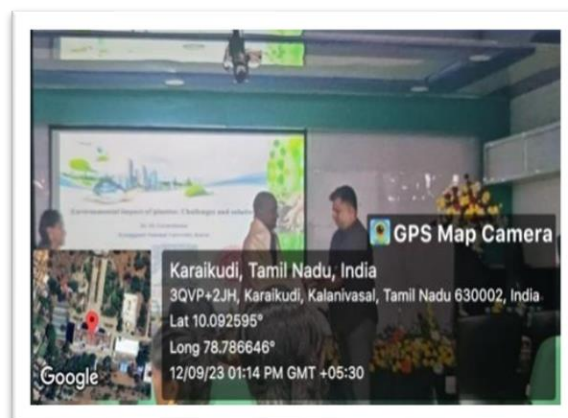 Environmental impact of plastics: Challenges and
GPS Map Camera
Karaikudi, Tamil Nadu, India
3QVP+2JH, Karaikudi, Kalanivasal, Tamil Nadu 630002, India
Lat 10.092595°
Long 78.786646°
12/09/23 01:14 PM GMT +05:30
Google